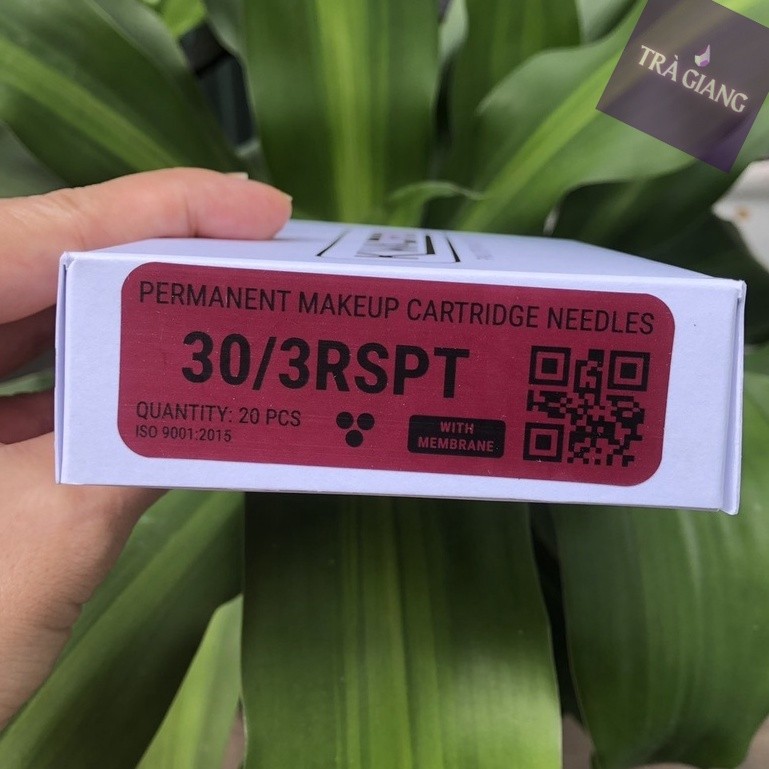 TRÀ GIANG
PERMANENT MAKEUP CARTRIDGE NEEDLES
30/3RSPT
QUANTITY: 20 PCS
ISO 9001:2015
WITH
MEMBRANE